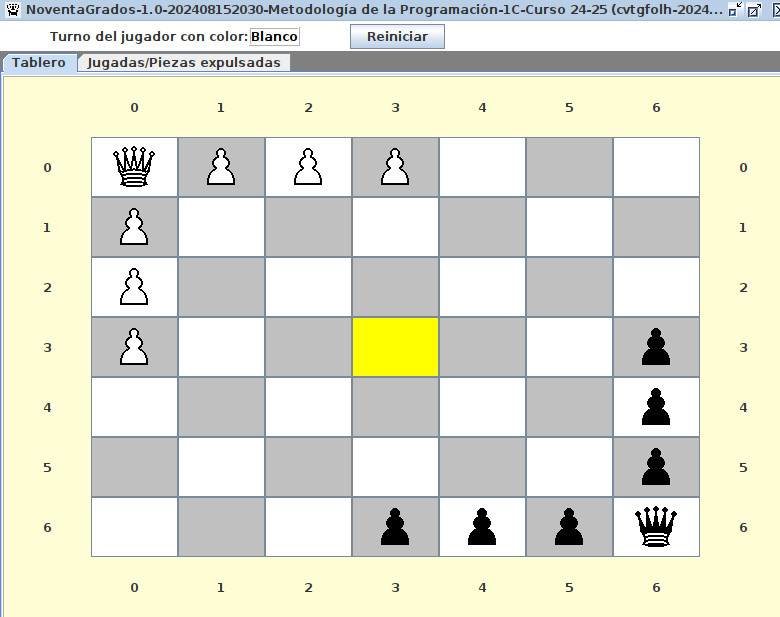 NoventaGrados-1.0-202408152030-Metodología de la Programación-1C-Curso 24-25 (cvtgfolh-2024...
Turno del jugador con color: Blanco Reiniciar
Tablero Jugadas/Piezas expulsadas
0 1 2 3 4 5 6
0 0
1 1
2 2
3 3
4 4
5 5
6 6
0 1 2 3 4 5 6